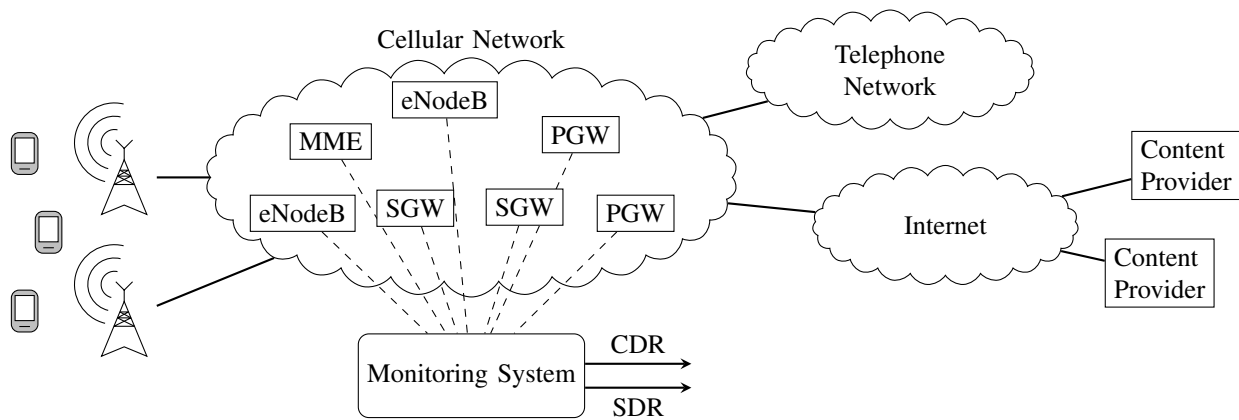 Cellular Network
Telephone
Network
eNodeB
MME
PGW
eNodeB
SGW
SGW
PGW
Internet
Content
Provider
Content
Provider
Monitoring System
CDR
SDR